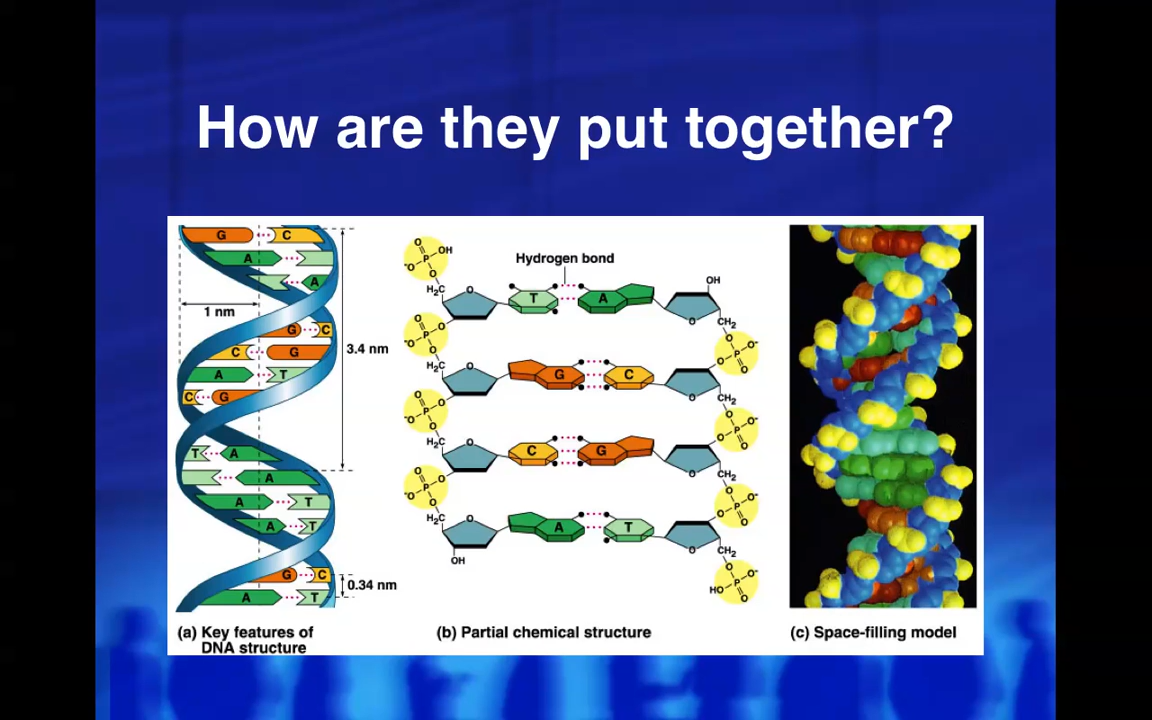 How are they put together?
G C
A
A
1 nm
G C
C G
A T
C G
3.4 nm
T A
A
A T
A T
G C
A T
0.34 nm
(a) Key features of
DNA structure
Hydrogen bond
O
OH
P
-O
O
H2C
O
T A
OH
O
CH2
O
P
-O
O
O
H2C
O
G C
O
CH2
O
O-
P
O
O
O
P
-O
O
O
H2C
O
C G
O
CH2
O
O-
P
O
O
O
P
-O
O
O
H2C
O
OH
A T
O
CH2
O
O-
P
O
O
CH2
O
O-
HO
P
O
(b) Partial chemical structure
(c) Space-filling model